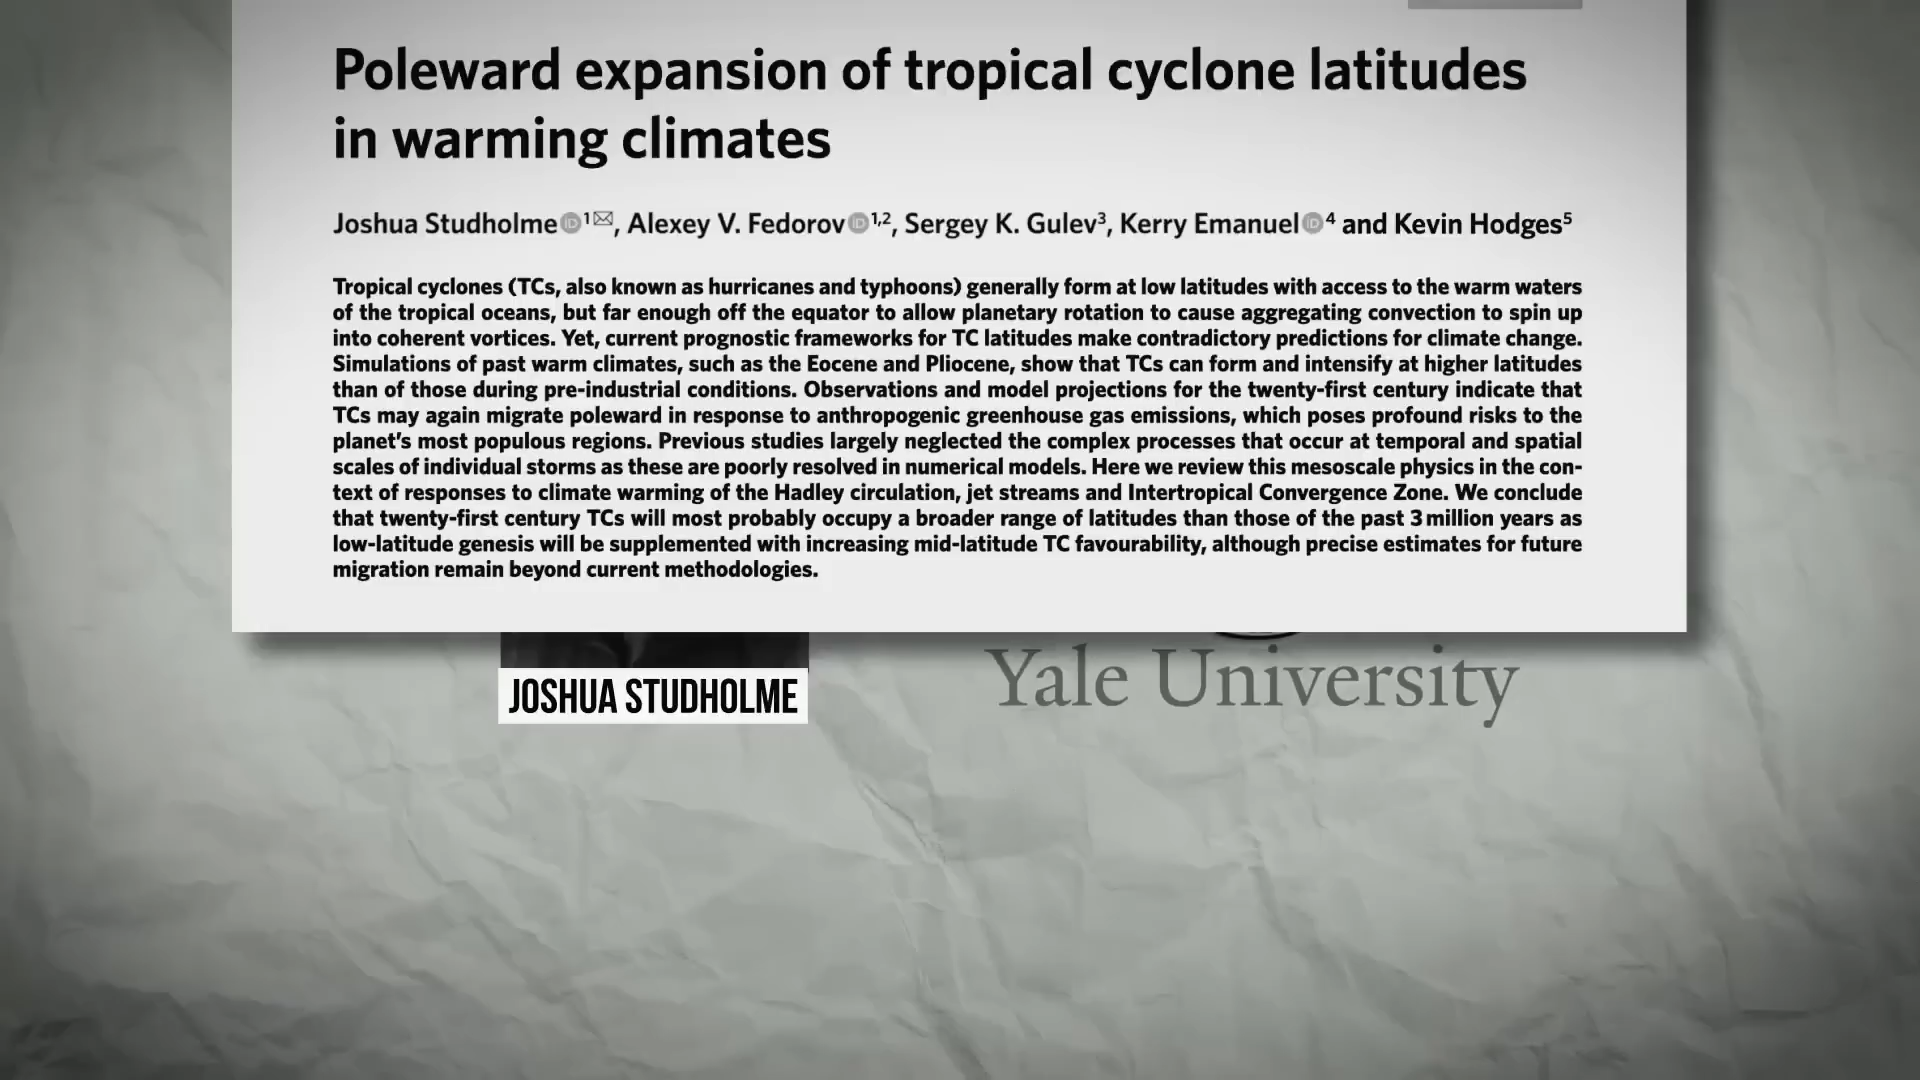 Poleward expansion of tropical cyclone latitudes
in warming climates
Joshua Studholme iD 1✉, Alexey V. Fedorov iD 1,2, Sergey K. Gulev3, Kerry Emanuel iD 4 and Kevin Hodges5
Tropical cyclones (TCs, also known as hurricanes and typhoons) generally form at low latitudes with access to the warm waters
of the tropical oceans, but far enough off the equator to allow planetary rotation to cause aggregating convection to spin up
into coherent vortices. Yet, current prognostic frameworks for TC latitudes make contradictory predictions for climate change.
Simulations of past warm climates, such as the Eocene and Pliocene, show that TCs can form and intensify at higher latitudes
than of those during pre-industrial conditions. Observations and model projections for the twenty-first century indicate that
TCs may again migrate poleward in response to anthropogenic greenhouse gas emissions, which poses profound risks to the
planet's most populous regions. Previous studies largely neglected the complex processes that occur at temporal and spatial
scales of individual storms as these are poorly resolved in numerical models. Here we review this mesoscale physics in the con-
text of responses to climate warming of the Hadley circulation, jet streams and Intertropical Convergence Zone. We conclude
that twenty-first century TCs will most probably occupy a broader range of latitudes than those of the past 3 million years as
low-latitude genesis will be supplemented with increasing mid-latitude TC favourability, although precise estimates for future
migration remain beyond current methodologies.
JOSHUA STUDHOLME
Yale University